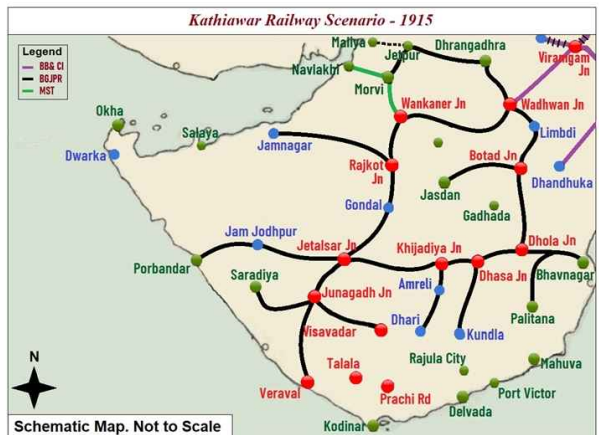 Kathiawar Railway Scenario - 1915
Legend
BB& CI
BGJPR
MST
Maliya
Jetpur
Dhrangadhra
Viramgam
Jn
Navlakhi
Morvi
Wankaner Jn
Wadhwan Jn
Okha
Salaya
Jamnagar
Limbdi
Dwarka
Rajkot
Jn
Botad Jn
Dhandhuka
Jasdan
Gondal
Gadhada
Jam Jodhpur
Jetalsar Jn
Khijadiya Jn
Dhola Jn
Porbandar
Saradiya
Dhasa Jn
Bhavnagar
Amreli
Junagadh Jn
Visavadar
Dhari
Kundla
Palitana
N
Talala
Rajula City
Mahuva
Veraval
Prachi Rd
Port Victor
Delvada
Kodinar
Schematic Map. Not to Scale